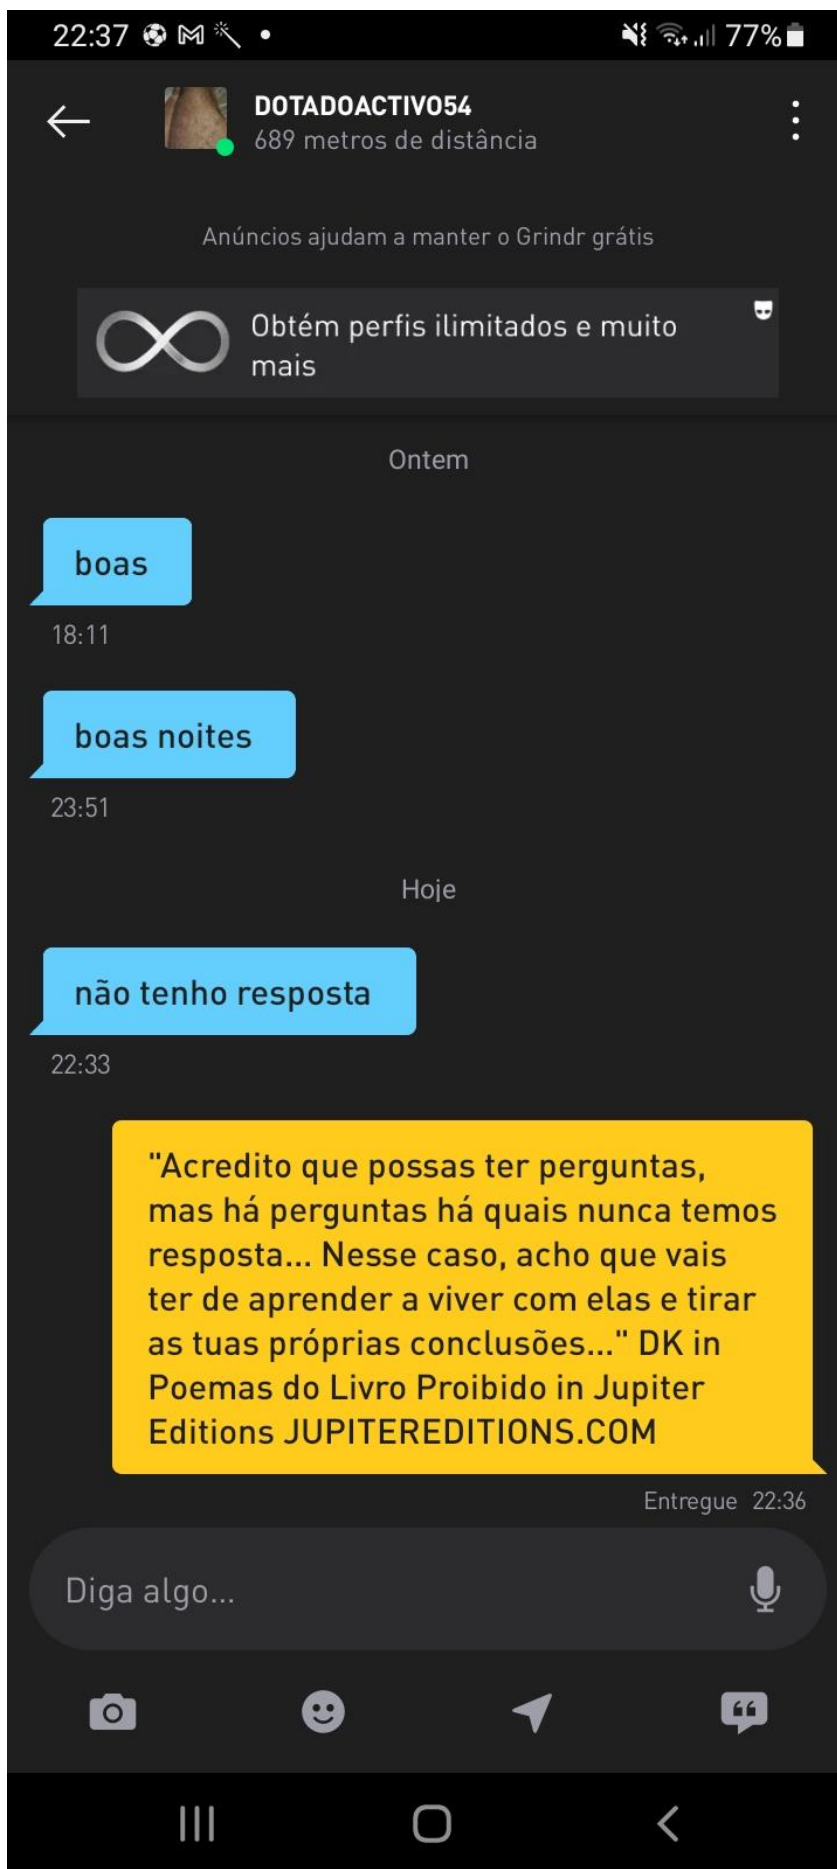 22:37
77%
DOTADOACTIVO54
689 metros de distância
Anúncios ajudam a manter o Grindr grátis
Obtém perfis ilimitados e muito
mais
Ontem
boas
18:11
boas noites
23:51
Hoje
não tenho resposta
22:33
"Acredito que possas ter perguntas,
mas há perguntas há quais nunca temos
resposta... Nesse caso, acho que vais
ter de aprender a viver com elas e tirar
as tuas próprias conclusões..." DK in
Poemas do Livro Proibido in Jupiter
Editions JUPITEREDITIONS.COM
Entregue 22:36
Diga algo...